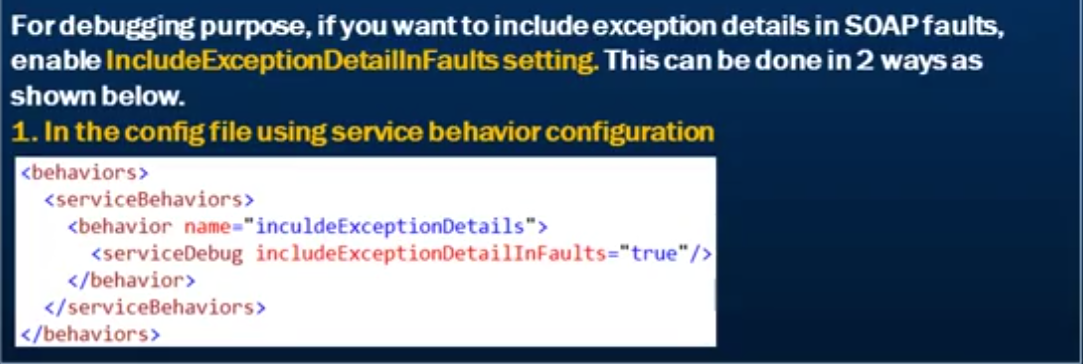 For debugging purpose, if you want to include exception details in SOAP faults,
enable IncludeExceptionDetailInFaults setting. This can be done in 2 ways as
shown below.
1. In the config file using service behavior configuration
<behaviors>
<serviceBehaviors>
<behavior name="inculdeExceptionDetails">
<serviceDebug includeExceptionDetailInFaults="true"/>
</behavior>
</serviceBehaviors>
</behaviors>